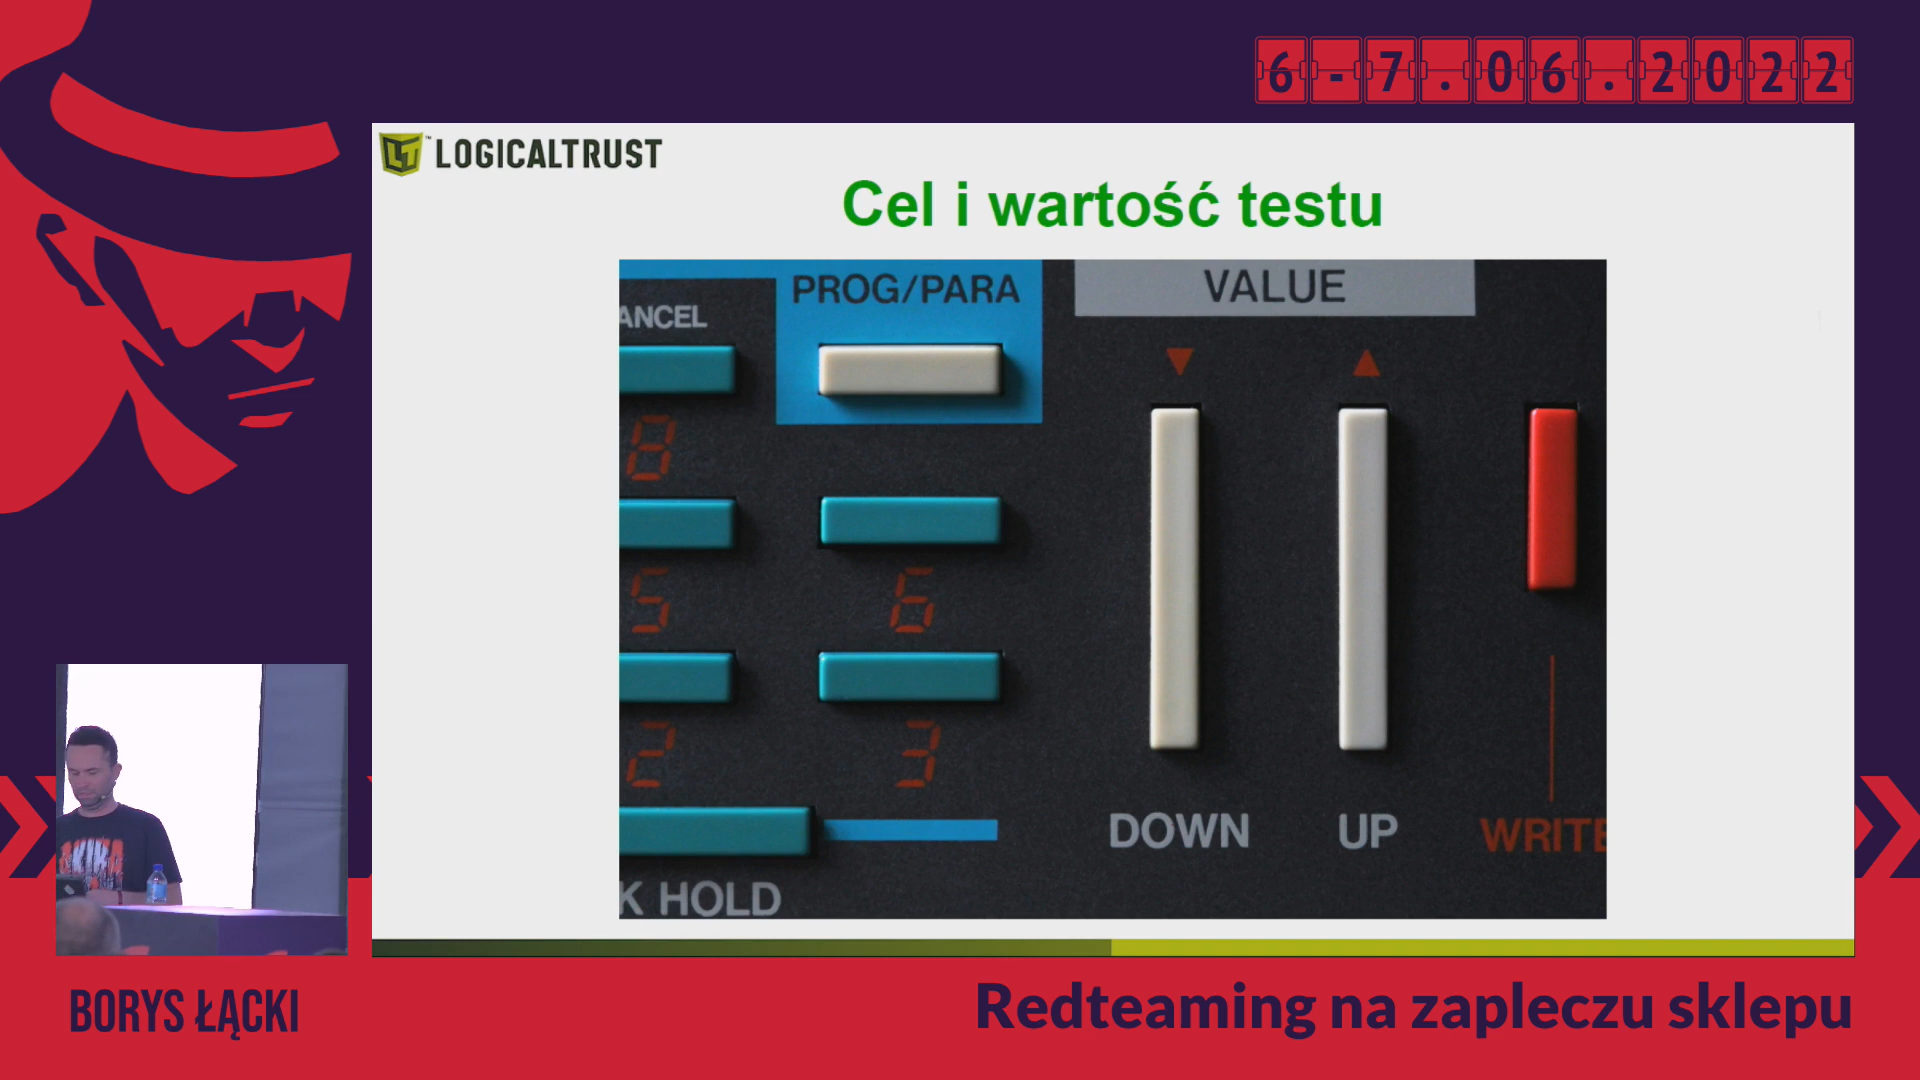 6-7.06.2022
LOGICALTRUST
Cel i wartość testu
ANCEL
PROG/PARA
VALUE
8
5
6
2
3
DOWN
UP
WRITE
K HOLD
AKIRA
BORYS ŁĄCKI
Redteaming na zapleczu sklepu